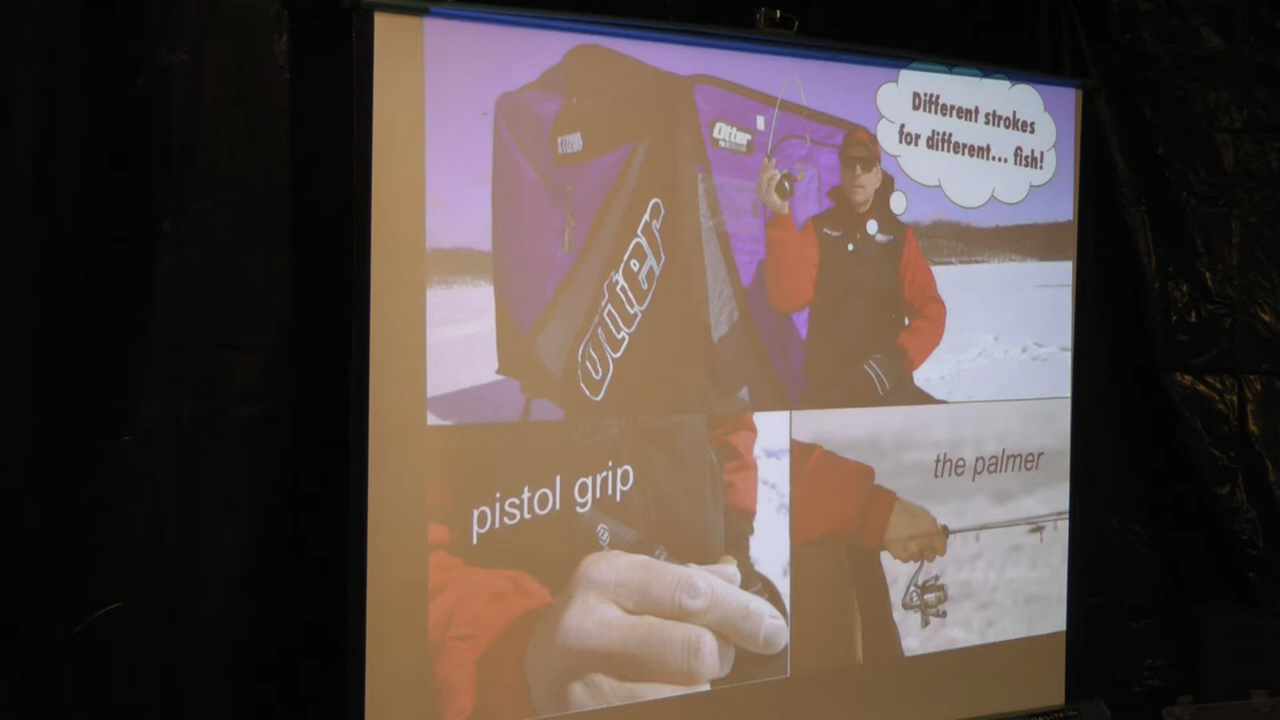 Different strokes
for different... fish!
Otter
Otter
pistol grip
the palmer